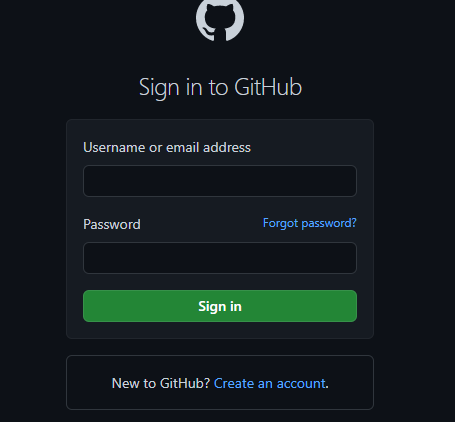 Sign in to GitHub
Username or email address
Password Forgot password?
Sign in
New to GitHub? Create an account.